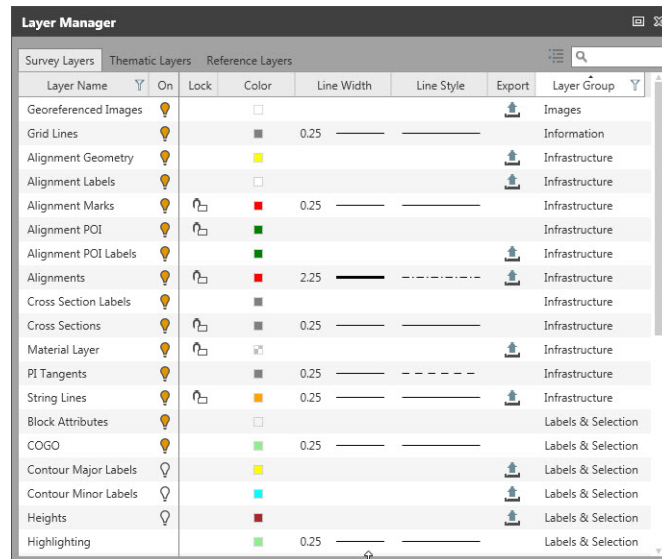 Layer Manager
Survey Layers Thematic Layers Reference Layers
Layer Name On Lock Color Line Width Line Style Export Layer Group
Georeferenced Images Images
Grid Lines 0.25 Information
Alignment Geometry Infrastructure
Alignment Labels Infrastructure
Alignment Marks 0.25 Infrastructure
Alignment POI Infrastructure
Alignment POI Labels Infrastructure
Alignments 2.25 Infrastructure
Cross Section Labels Infrastructure
Cross Sections 0.25 Infrastructure
Material Layer Infrastructure
PI Tangents 0.25 Infrastructure
String Lines 0.25 Infrastructure
Block Attributes Labels & Selection
COGO 0.25 Labels & Selection
Contour Major Labels Labels & Selection
Contour Minor Labels Labels & Selection
Heights Labels & Selection
Highlighting 0.25 Labels & Selection